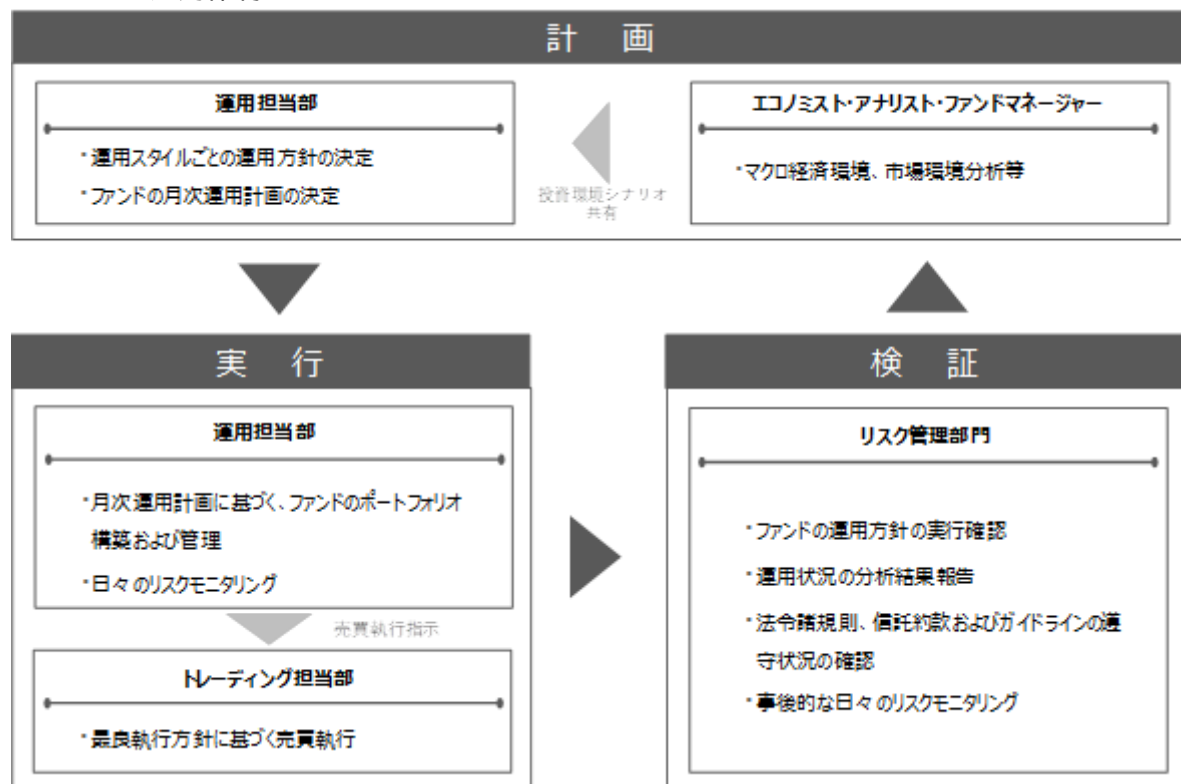 計 画
運用担当部
・運用スタイルごとの運用方針の決定
・ファンドの月次運用計画の決定
投資環境シナリオ
共有
エコノミスト・アナリスト・ファンドマネージャー
・マクロ経済環境、市場環境分析等
実 行
運用担当部
・月次運用計画に基づく、ファンドのポートフォリオ
構築および管理
・日々のリスクモニタリング
売買執行指示
トレーディング担当部
・最良執行方針に基づく売買執行
検 証
リスク管理部門
・ファンドの運用方針の実行確認
・運用状況の分析結果報告
・法令諸規則、信託約款およびガイドラインの遵
守状況の確認
・事後的な日々のリスクモニタリング